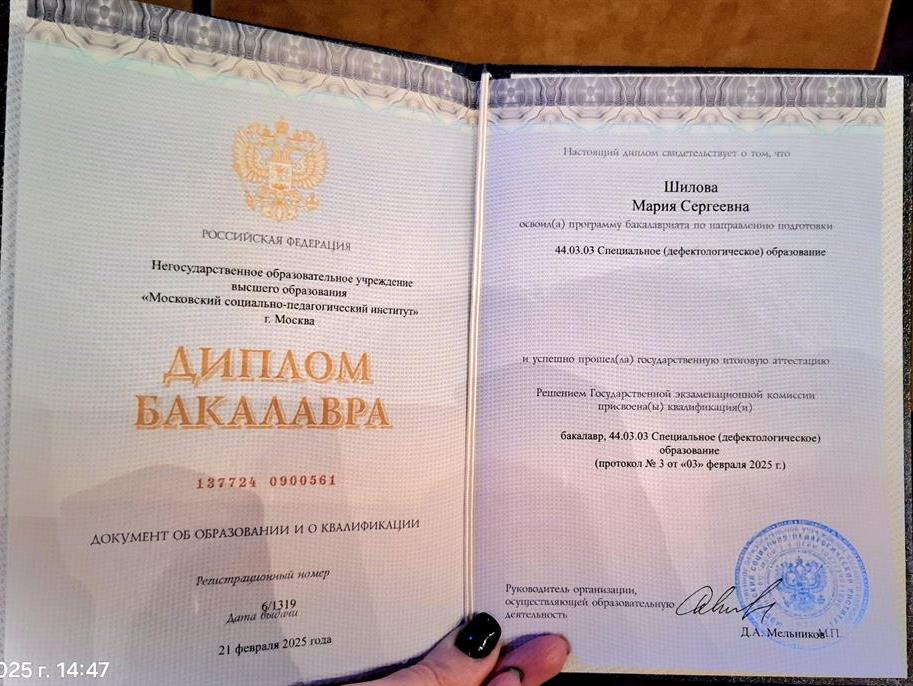 РОССИЙСКАЯ ФЕДЕРАЦИЯ
Негосударственное образовательное учреждение
высшего образования
«Московский социально-педагогический институт»
г. Москва
ДИПЛОМ
БАКАЛАВРА
137724 0900561
ДОКУМЕНТ ОБ ОБРАЗОВАНИИ И О КВАЛИФИКАЦИИ
Регистрационный номер
6/1319
Дата выдачи
21 февраля 2025 года
Настоящий диплом свидетельствует о том, что
Шилова
Мария Сергеевна
освоил(а) программу бакалавриата по направлению подготовки
44.03.03 Специальное (дефектологическое) образование
и успешно прошел(ла) государственную итоговую аттестацию
Решением Государственной экзаменационной комиссии
присвоена(ы) квалификация(и)
бакалавр, 44.03.03 Специальное (дефектологическое)
образование
(протокол № 3 от «03» февраля 2025 г.)
Руководитель организации,
осуществляющей образовательную
деятельность
Д.А. Мельников М.П.
025 г. 14:47